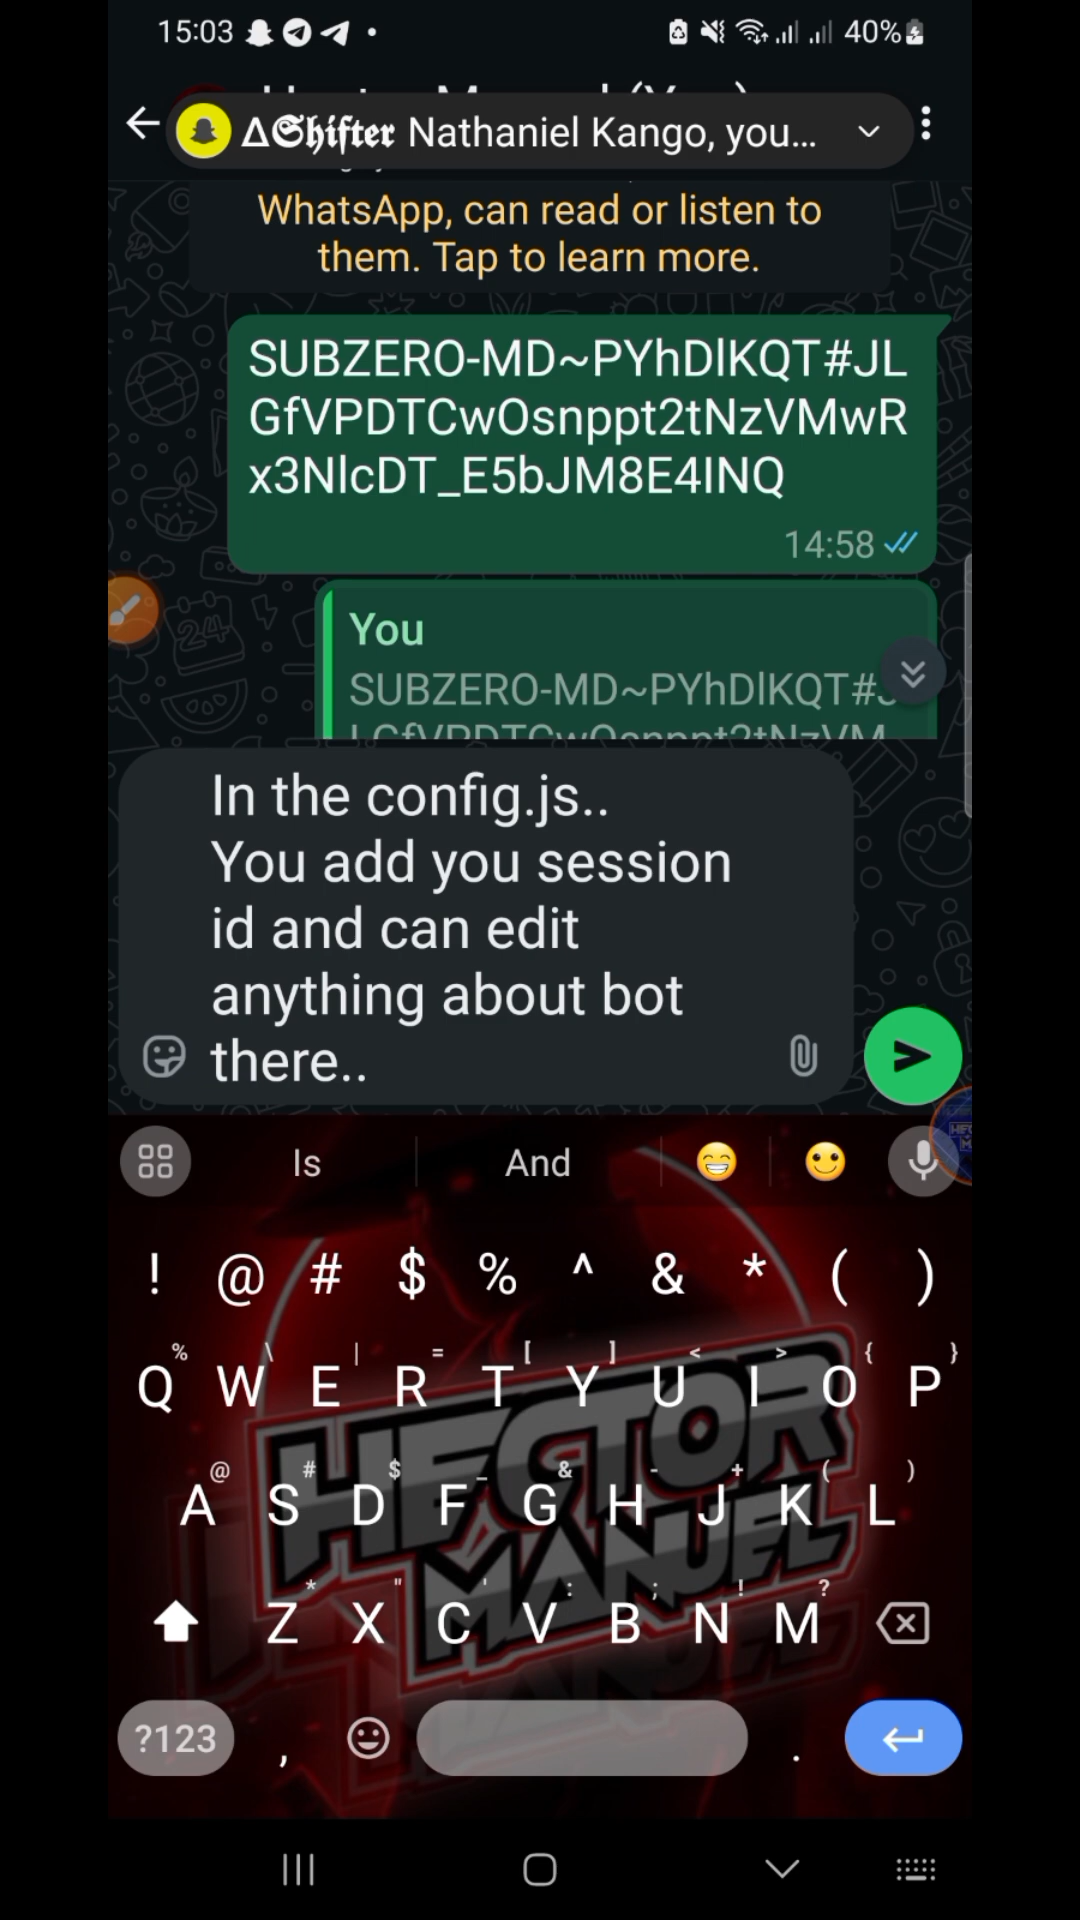 15:03
40%
ΔShifter Nathaniel Kango, you...
WhatsApp, can read or listen to
them. Tap to learn more.
SUBZERO-MD~PYhDlKQT#JL
GfVPDTCwOsnppt2tNzVMwR
x3NlcDT_E5bJM8E4INQ
14:58
You
SUBZERO-MD~PYhDlKQT#J
LGfVPDTCwOsnppt2tNzVM
In the config.js..
You add you session
id and can edit
anything about bot
there..
Is And
! @ # $ % ^ & * ( )
% \ | = [ ] < > { }
Q W E R T Y U I O P
@ # $ _ & - + ( )
A S D F G H J K L
* " ' : ; ! ?
Z X C V B N M
?123 , .
HECTOR
MANUEL